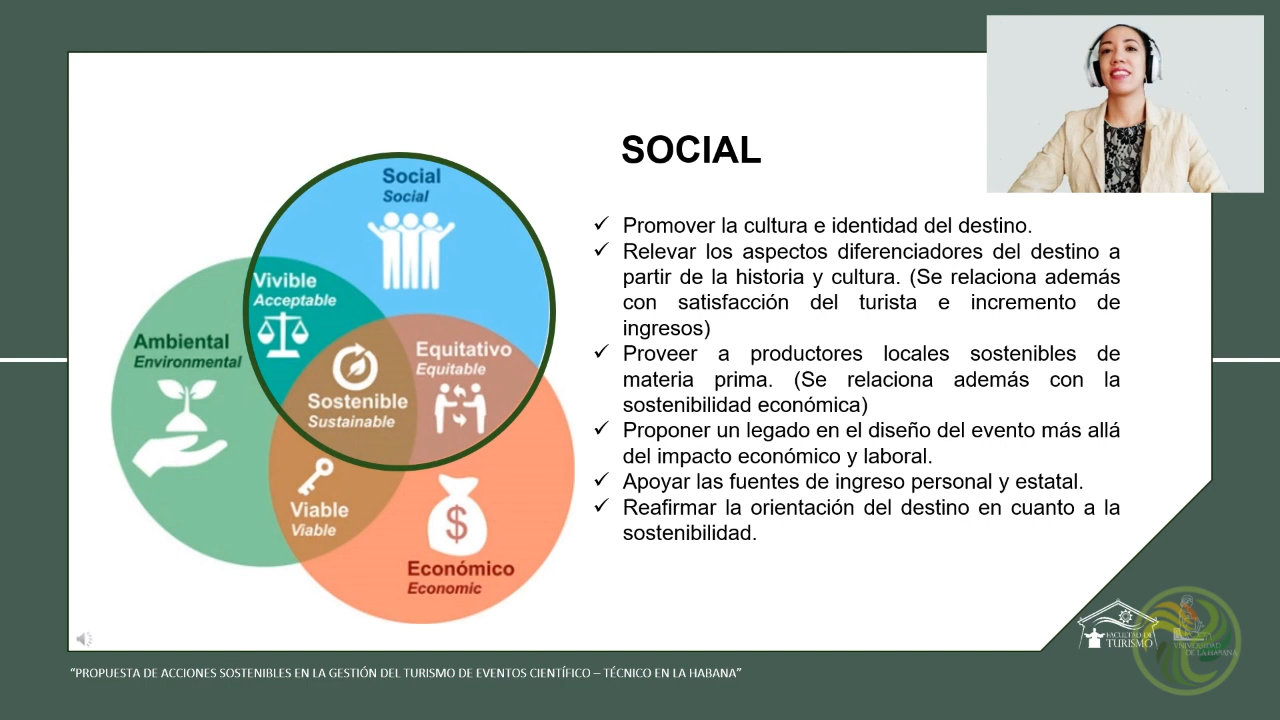 SOCIAL
Promover la cultura e identidad del destino.
Relevar los aspectos diferenciadores del destino a
partir de la historia y cultura. (Se relaciona además
con satisfacción del turista e incremento de
ingresos)
Proveer a productores locales sostenibles de
materia prima. (Se relaciona además con la
sostenibilidad económica)
Proponer un legado en el diseño del evento más allá
del impacto económico y laboral.
Apoyar las fuentes de ingreso personal y estatal.
Reafirmar la orientación del destino en cuanto a la
sostenibilidad.
Social
Social
Vivible
Acceptable
Ambiental
Environmental
Equitativo
Equitable
Sostenible
Sustainable
Viable
Viable
$
Económico
Economic
FACULTAD DE
TURISMO
UNIVERSIDAD
DE LA HABANA
“PROPUESTA DE ACCIONES SOSTENIBLES EN LA GESTIÓN DEL TURISMO DE EVENTOS CIENTÍFICO – TÉCNICO EN LA HABANA”